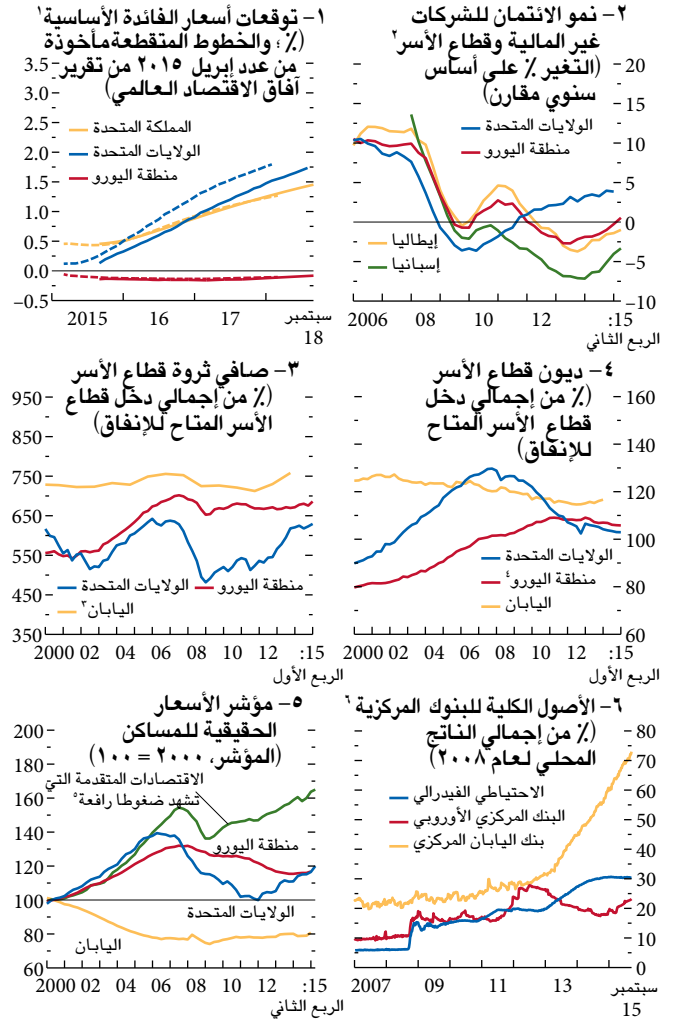 ١– توقعات أسعار الفائدة الأساسية١
(٪؛ والخطوط المتقطعة مأخوذة
من عدد إبريل ٢٠١٥ من تقرير
آفاق الاقتصاد العالمي)
3.5
3.0
2.5
2.0
1.5
1.0
0.5
0.0
–0.5
المملكة المتحدة
الولايات المتحدة
منطقة اليورو
2015 16 17 سبتمبر
18
٢– نمو الائتمان للشركات
غير المالية وقطاع الأسر٢
(التغير ٪ على أساس
سنوي مقارن)
20
15
10
5
0
–5
–10
الولايات المتحدة
منطقة اليورو
إيطاليا
إسبانيا
2006 08 10 12 :15
الربع الثاني
٣– صافي ثروة قطاع الأسر
(٪ من إجمالي دخل قطاع
الأسر المتاح للإنفاق)
950
850
750
650
550
450
350
الولايات المتحدة
منطقة اليورو
اليابان٣
2000 02 04 06 08 10 12 :15
الربع الأول
٤– ديون قطاع الأسر
(٪ من إجمالي دخل
قطاع الأسر المتاح
للإنفاق)
160
140
120
100
80
60
الولايات المتحدة
منطقة اليورو٤
اليابان
2000 02 04 06 08 10 12 :15
الربع الأول
٥– مؤشر الأسعار
الحقيقية للمساكن
(المؤشر، ٢٠٠٠ = ١٠٠)
200
180
160
140
120
100
80
60
الاقتصادات المتقدمة التي
تشهد ضغوطا رافعة٥
منطقة اليورو
الولايات المتحدة
اليابان
2000 02 04 06 08 10 12 :15
الربع الثاني
٦– الأصول الكلية للبنوك المركزية٦
(٪ من إجمالي الناتج
المحلي لعام ٢٠٠٨)
80
70
60
50
40
30
20
10
0
الاحتياطي الفيدرالي
البنك المركزي الأوروبي
بنك اليابان المركزي
2007 09 11 13 سبتمبر
15